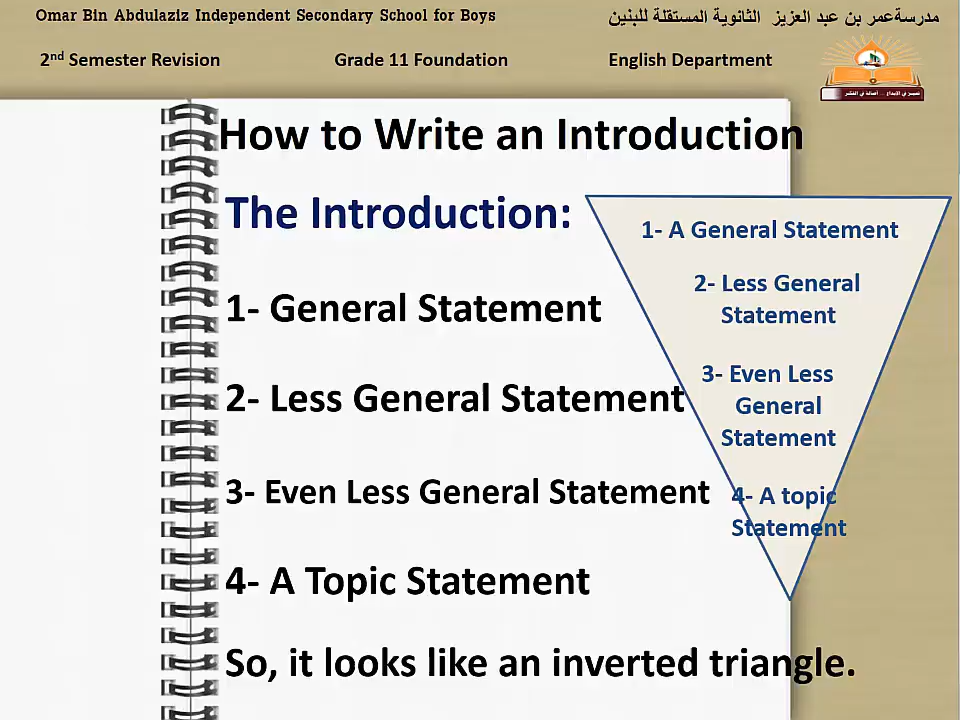 Omar Bin Abdulaziz Independent Secondary School for Boys
مدرسةعمر بن عبد العزيز الثانوية المستقلة للبنين
2nd Semester Revision
Grade 11 Foundation
English Department
How to Write an Introduction
The Introduction:
1- General Statement
2- Less General Statement
3- Even Less General Statement
4- A Topic Statement
So, it looks like an inverted triangle.
1- A General Statement
2- Less General
Statement
3- Even Less
General
Statement
4- A topic
Statement